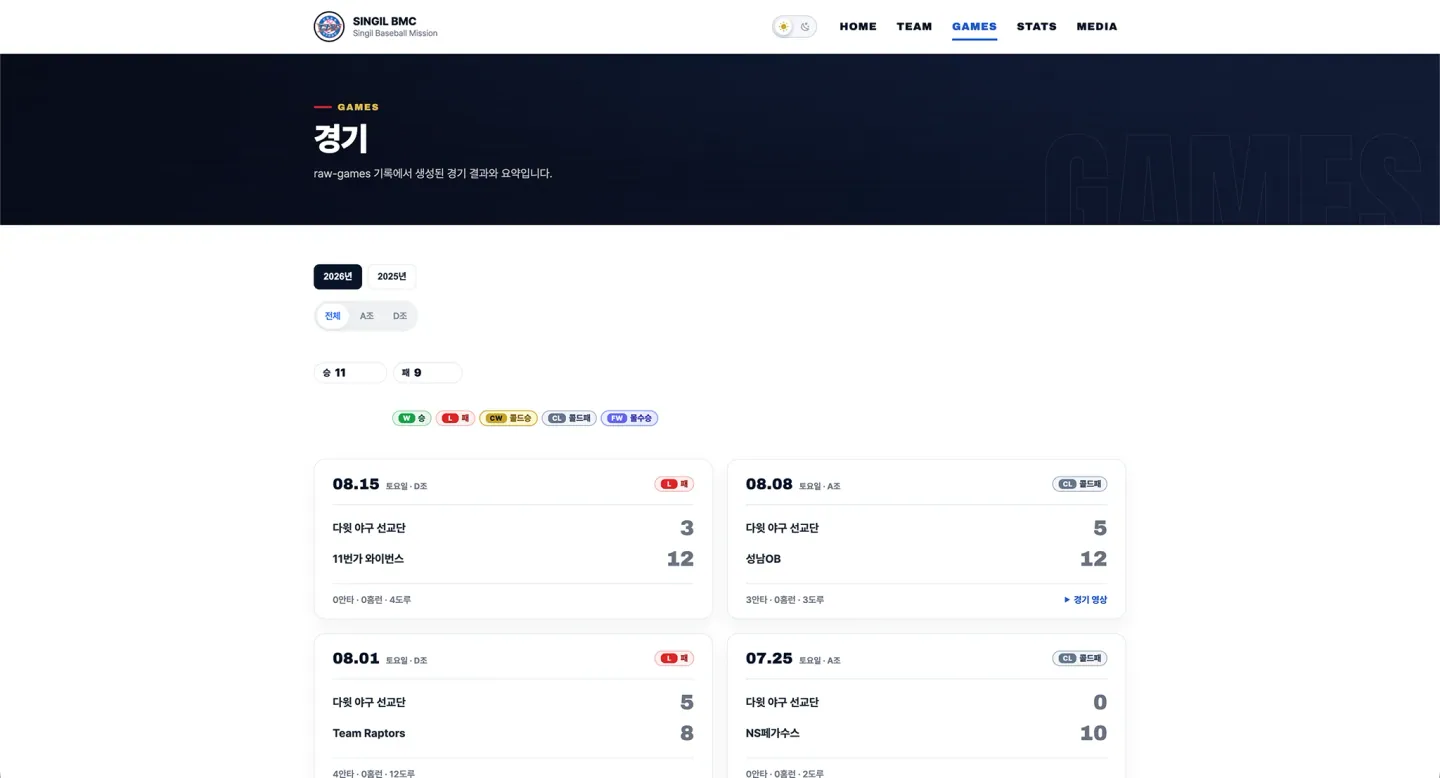 SINGIL BMC
Singil Baseball Mission
HOME TEAM GAMES STATS MEDIA
GAMES
경기
raw-games 기록에서 생성된 경기 결과와 요약입니다.
GAMES
2026년 2025년
전체 A조 D조
승 11 패 9
W 승 L 패 CW 콜드승 CL 콜드패 FW 몰수승
08.15 토요일 · D조 L 패
다윗 야구 선교단 3
11번가 와이번스 12
0안타 · 0홈런 · 4도루
08.08 토요일 · A조 CL 콜드패
다윗 야구 선교단 5
성남OB 12
3안타 · 0홈런 · 3도루 ▶ 경기 영상
08.01 토요일 · D조 L 패
다윗 야구 선교단 5
Team Raptors 8
4안타 · 0홈런 · 12도루
07.25 토요일 · A조 CL 콜드패
다윗 야구 선교단 0
NS페가수스 10
0안타 · 0홈런 · 2도루